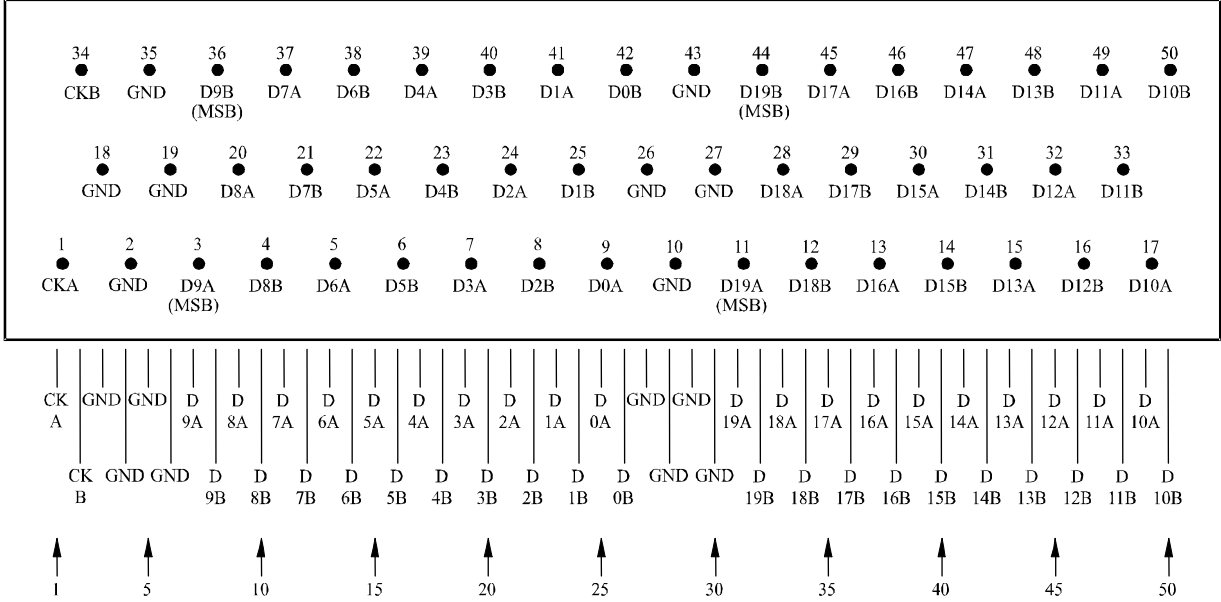 34 35 36 37 38 39 40 41 42 43 44 45 46 47 48 49 50
CKB GND D9B D7A D6B D4A D3B D1A D0B GND D19B D17A D16B D14A D13B D11A D10B
(MSB) (MSB)
18 19 20 21 22 23 24 25 26 27 28 29 30 31 32 33
GND GND D8A D7B D5A D4B D2A D1B GND GND D18A D17B D15A D14B D12A D11B
1 2 3 4 5 6 7 8 9 10 11 12 13 14 15 16 17
CKA GND D9A D8B D6A D5B D3A D2B D0A GND D19A D18B D16A D15B D13A D12B D10A
(MSB) (MSB)
CK GND GND D D D D D D D D D D GND GND D D D D D D D D D D
A 9A 8A 7A 6A 5A 4A 3A 2A 1A 0A 19A 18A 17A 16A 15A 14A 13A 12A 11A 10A
CK GND GND D D D D D D D D D D GND GND D D D D D D D D D D
B 9B 8B 7B 6B 5B 4B 3B 2B 1B 0B 19B 18B 17B 16B 15B 14B 13B 12B 11B 10B
1 5 10 15 20 25 30 35 40 45 50